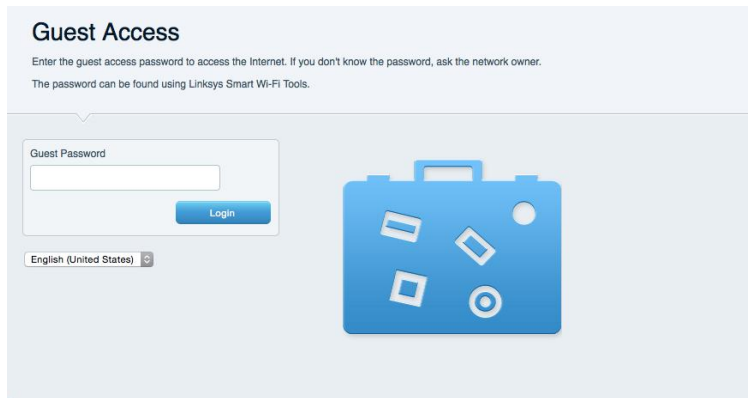 Guest Access
Enter the guest access password to access the Internet. If you don't know the password, ask the network owner.
The password can be found using Linksys Smart Wi-Fi Tools.
Guest Password
Login
English (United States)